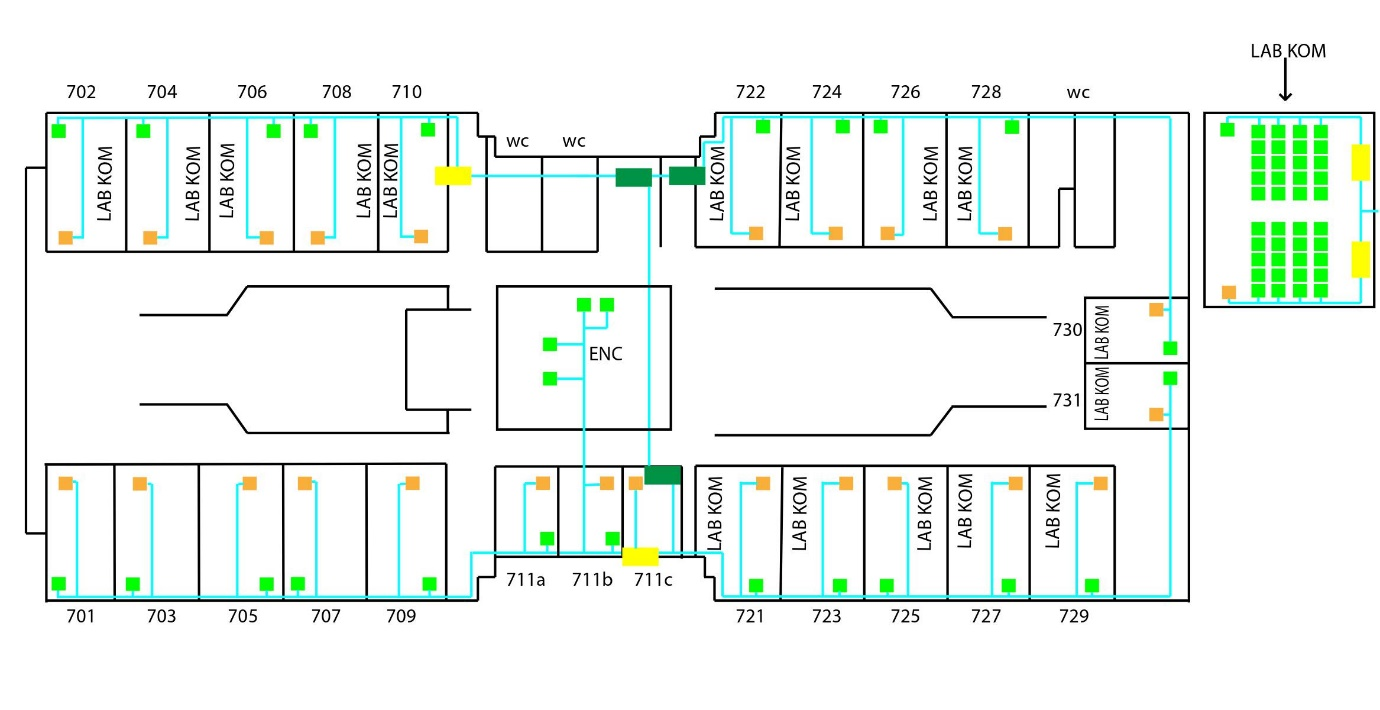 LAB KOM
702 704 706 708 710 722 724 726 728 wc
wc wc
LAB KOM LAB KOM LAB KOM LAB KOM LAB KOM LAB KOM LAB KOM LAB KOM LAB KOM
730 LAB KOM
ENC
731 LAB KOM
LAB KOM LAB KOM LAB KOM LAB KOM LAB KOM
711a 711b 711c
701 703 705 707 709 721 723 725 727 729